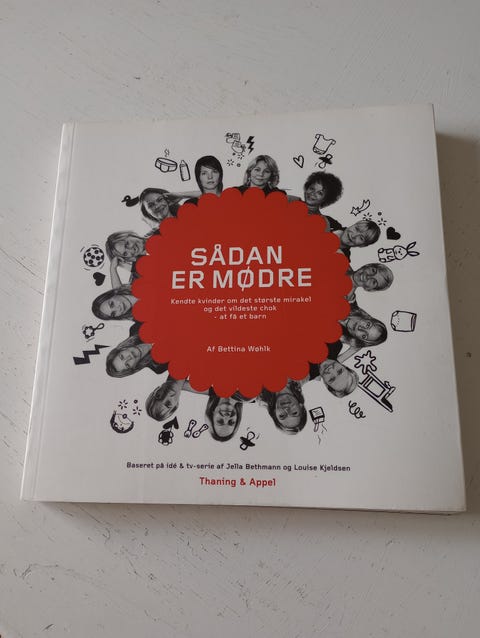 SÅDAN
ER MØDRE
Kendte kvinder om det største mirakel
og det vildeste chok
- at få et barn
Af Bettina Wøhlk
Baseret på idé & tv-serie af Jella Bethmann og Louise Kjeldsen
Thaning & Appel